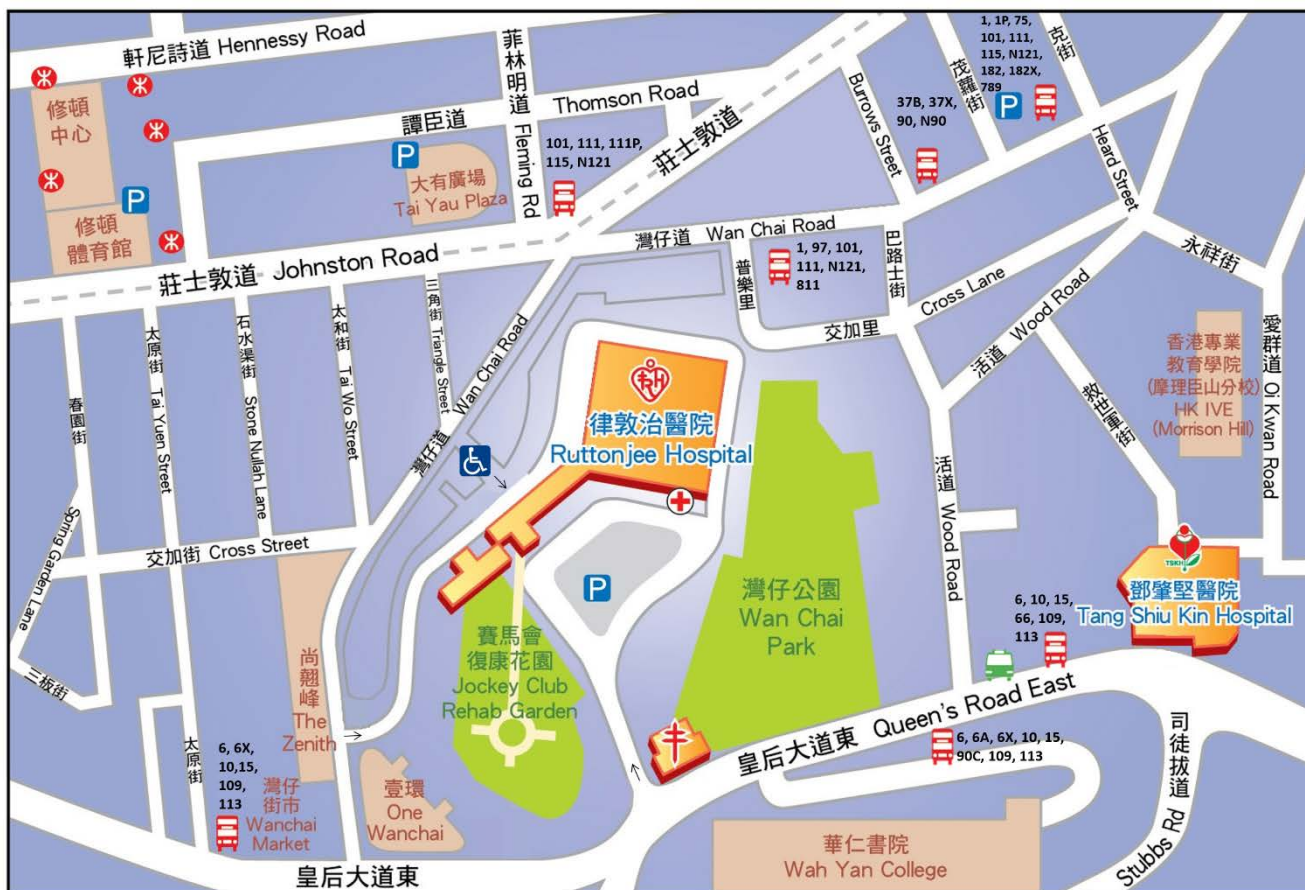 軒尼詩道 Hennessy Road
菲林明道 Fleming Rd
1, 1P, 75,
101, 111,
115, N121,
182, 182X,
789
P
克街
茂蘿街
修頓
中心
譚臣道 Thomson Road
莊士敦道
Burrows Street
37B, 37X,
90, N90
Heard Street
P
大有廣場
Tai Yau Plaza
101, 111, 111P,
115, N121
P
修頓
體育館
莊士敦道 Johnston Road
灣仔道 Wan Chai Road
普樂里
1, 97, 101,
111, N121,
811
巴路士街
Cross Lane
交加里
永祥街
活道 Wood Road
愛群道 Oi Kwan Road
香港專業
教育學院
(摩理臣山分校)
HK IVE
(Morrison Hill)
救世軍街
春園街
Spring Garden Lane
太原街 Tai Yuen Street
石水渠街 Stone Nullah Lane
太和街 Tai Wo Street
三角街 Triangle Street
灣仔道 Wan Chai Road
RH
律敦治醫院
Ruttonjee Hospital
交加街 Cross Street
活道 Wood Road
P
灣仔公園
Wan Chai
Park
TSKH
鄧肇堅醫院
Tang Shiu Kin Hospital
6, 10, 15,
66, 109,
113
三板街
尚翹峰
The
Zenith
賽馬會
復康花園
Jockey Club
Rehab Garden
太原街
6, 6X,
10,15,
109,
113
灣仔
街市
Wanchai
Market
壹環
One
Wanchai
皇后大道東 Queen's Road East
6, 6A, 6X, 10, 15,
90C, 109, 113
司徒拔道
Stubbs Rd
華仁書院
Wah Yan College
皇后大道東